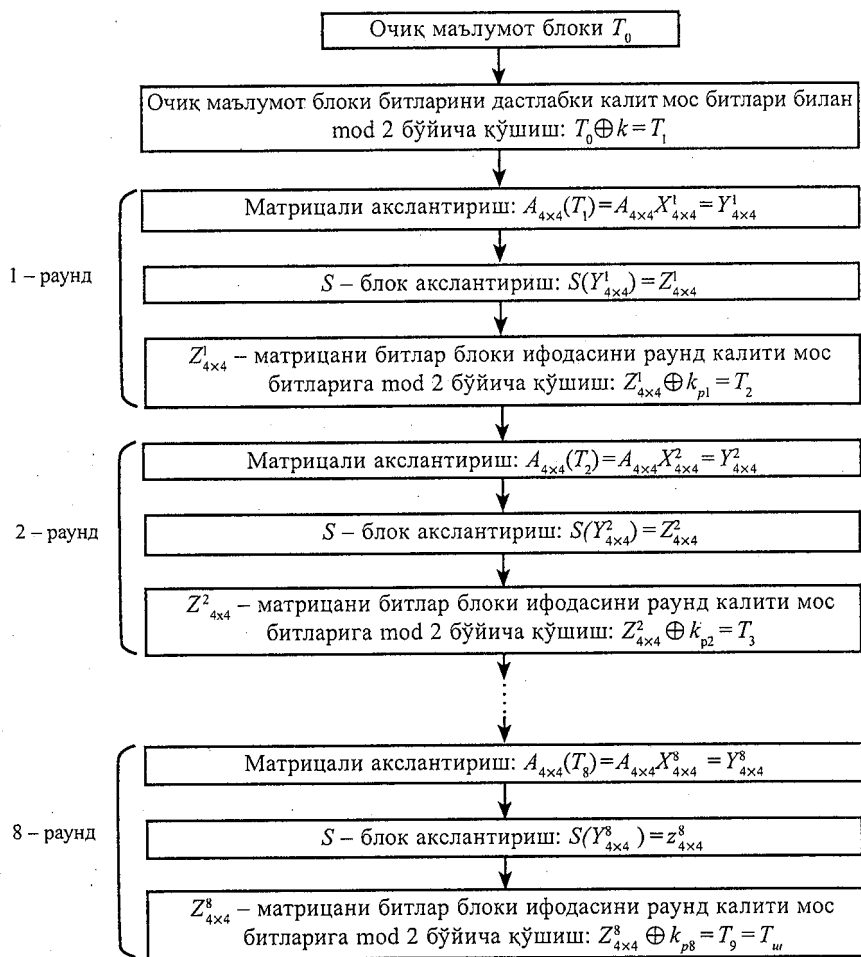 Очиқ маълумот блоки T₀
Очиқ маълумот блоки битларини дастлабки калит мос битлари билан
mod 2 бўйича қўшиш: T₀⊕k=T₁
1 – раунд
Матрицали акслантириш: A₄ₓ₄(T₁)=A₄ₓ₄X¹₄ₓ₄=Y¹₄ₓ₄
S – блок акслантириш: S(Y¹₄ₓ₄)=Z¹₄ₓ₄
Z¹₄ₓ₄ – матрицани битлар блоки ифодасини раунд калити мос
битларига mod 2 бўйича қўшиш: Z¹₄ₓ₄⊕kₚ₁=T₂
2 – раунд
Матрицали акслантириш: A₄ₓ₄(T₂)=A₄ₓ₄X²₄ₓ₄=Y²₄ₓ₄
S – блок акслантириш: S(Y²₄ₓ₄)=Z²₄ₓ₄
Z²₄ₓ₄ – матрицани битлар блоки ифодасини раунд калити мос
битларига mod 2 бўйича қўшиш: Z²₄ₓ₄⊕kₚ₂=T₃
8 – раунд
Матрицали акслантириш: A₄ₓ₄(T₈)=A₄ₓ₄X⁸₄ₓ₄=Y⁸₄ₓ₄
S – блок акслантириш: S(Y⁸₄ₓ₄)=z⁸₄ₓ₄
Z⁸₄ₓ₄ – матрицани битлар блоки ифодасини раунд калити мос
битларига mod 2 бўйича қўшиш: Z⁸₄ₓ₄⊕kₚ₈=T₉=T_ш